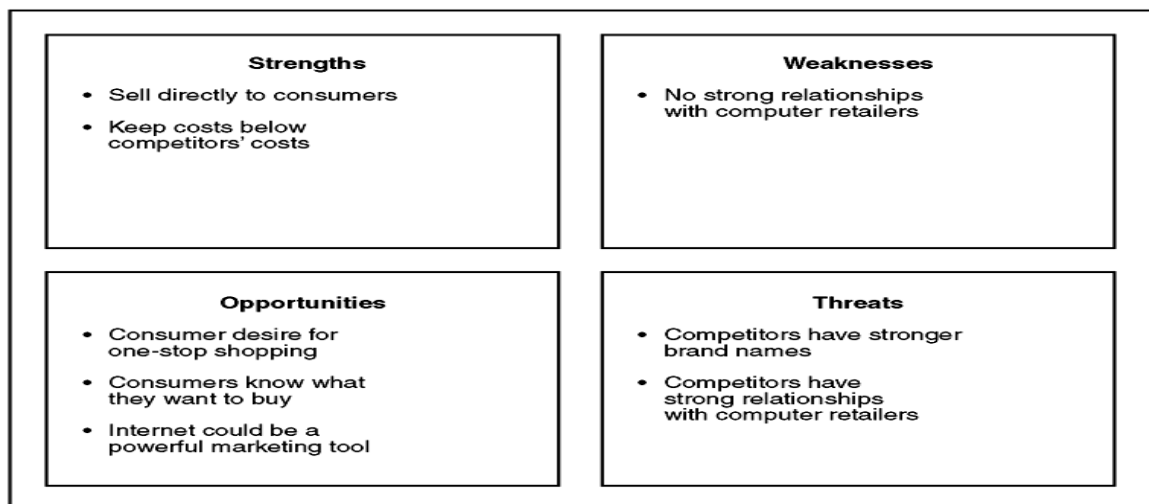 Strengths
• Sell directly to consumers
• Keep costs below
competitors' costs
Weaknesses
• No strong relationships
with computer retailers
Opportunities
• Consumer desire for
one-stop shopping
• Consumers know what
they want to buy
• Internet could be a
powerful marketing tool
Threats
• Competitors have stronger
brand names
• Competitors have
strong relationships
with computer retailers